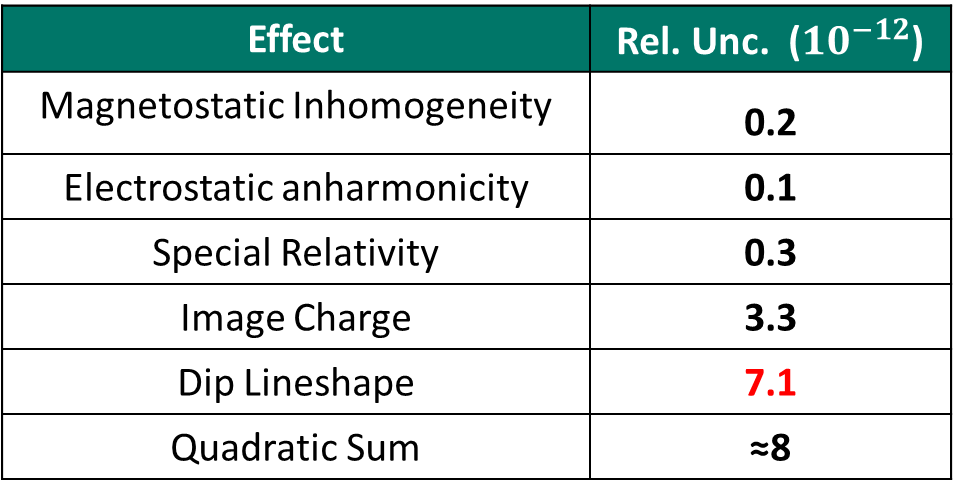 Effect Rel. Unc. (10⁻¹²)
Magnetostatic Inhomogeneity 0.2
Electrostatic anharmonicity 0.1
Special Relativity 0.3
Image Charge 3.3
Dip Lineshape 7.1
Quadratic Sum ≈8